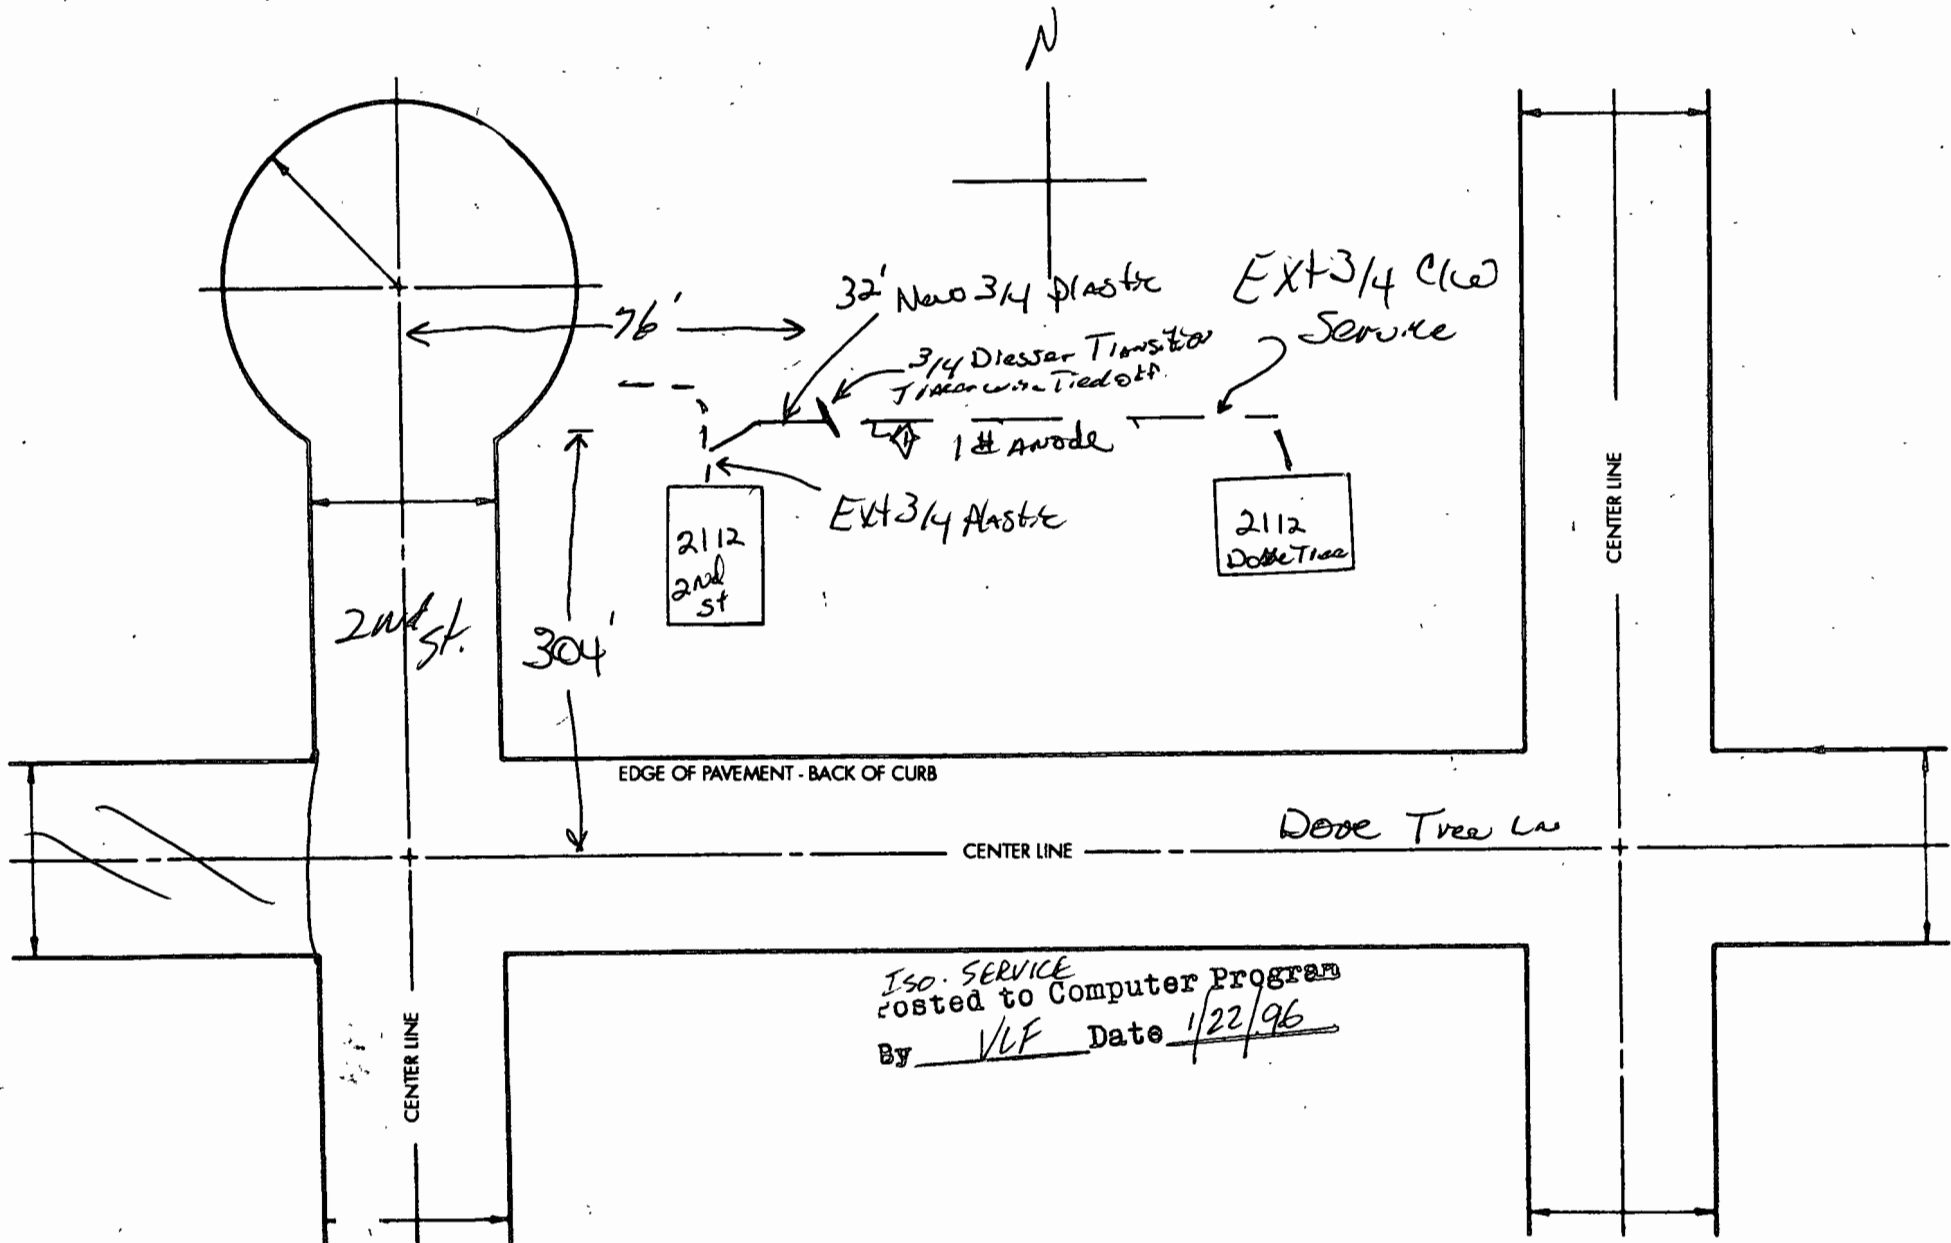 N
76'
32' New 3/4 Plastic
3/4 Dresser Transition
Tracer wire Tied off.
Ext 3/4 C/W
Service
1# Anode
Ext 3/4 Plastic
2112
2nd
st
2112
Dove Tree
2nd
St.
304'
CENTER LINE
EDGE OF PAVEMENT - BACK OF CURB
Dove Tree Ln
CENTER LINE
ISO. SERVICE
Posted to Computer Program
By VLF Date 1/22/96
CENTER LINE